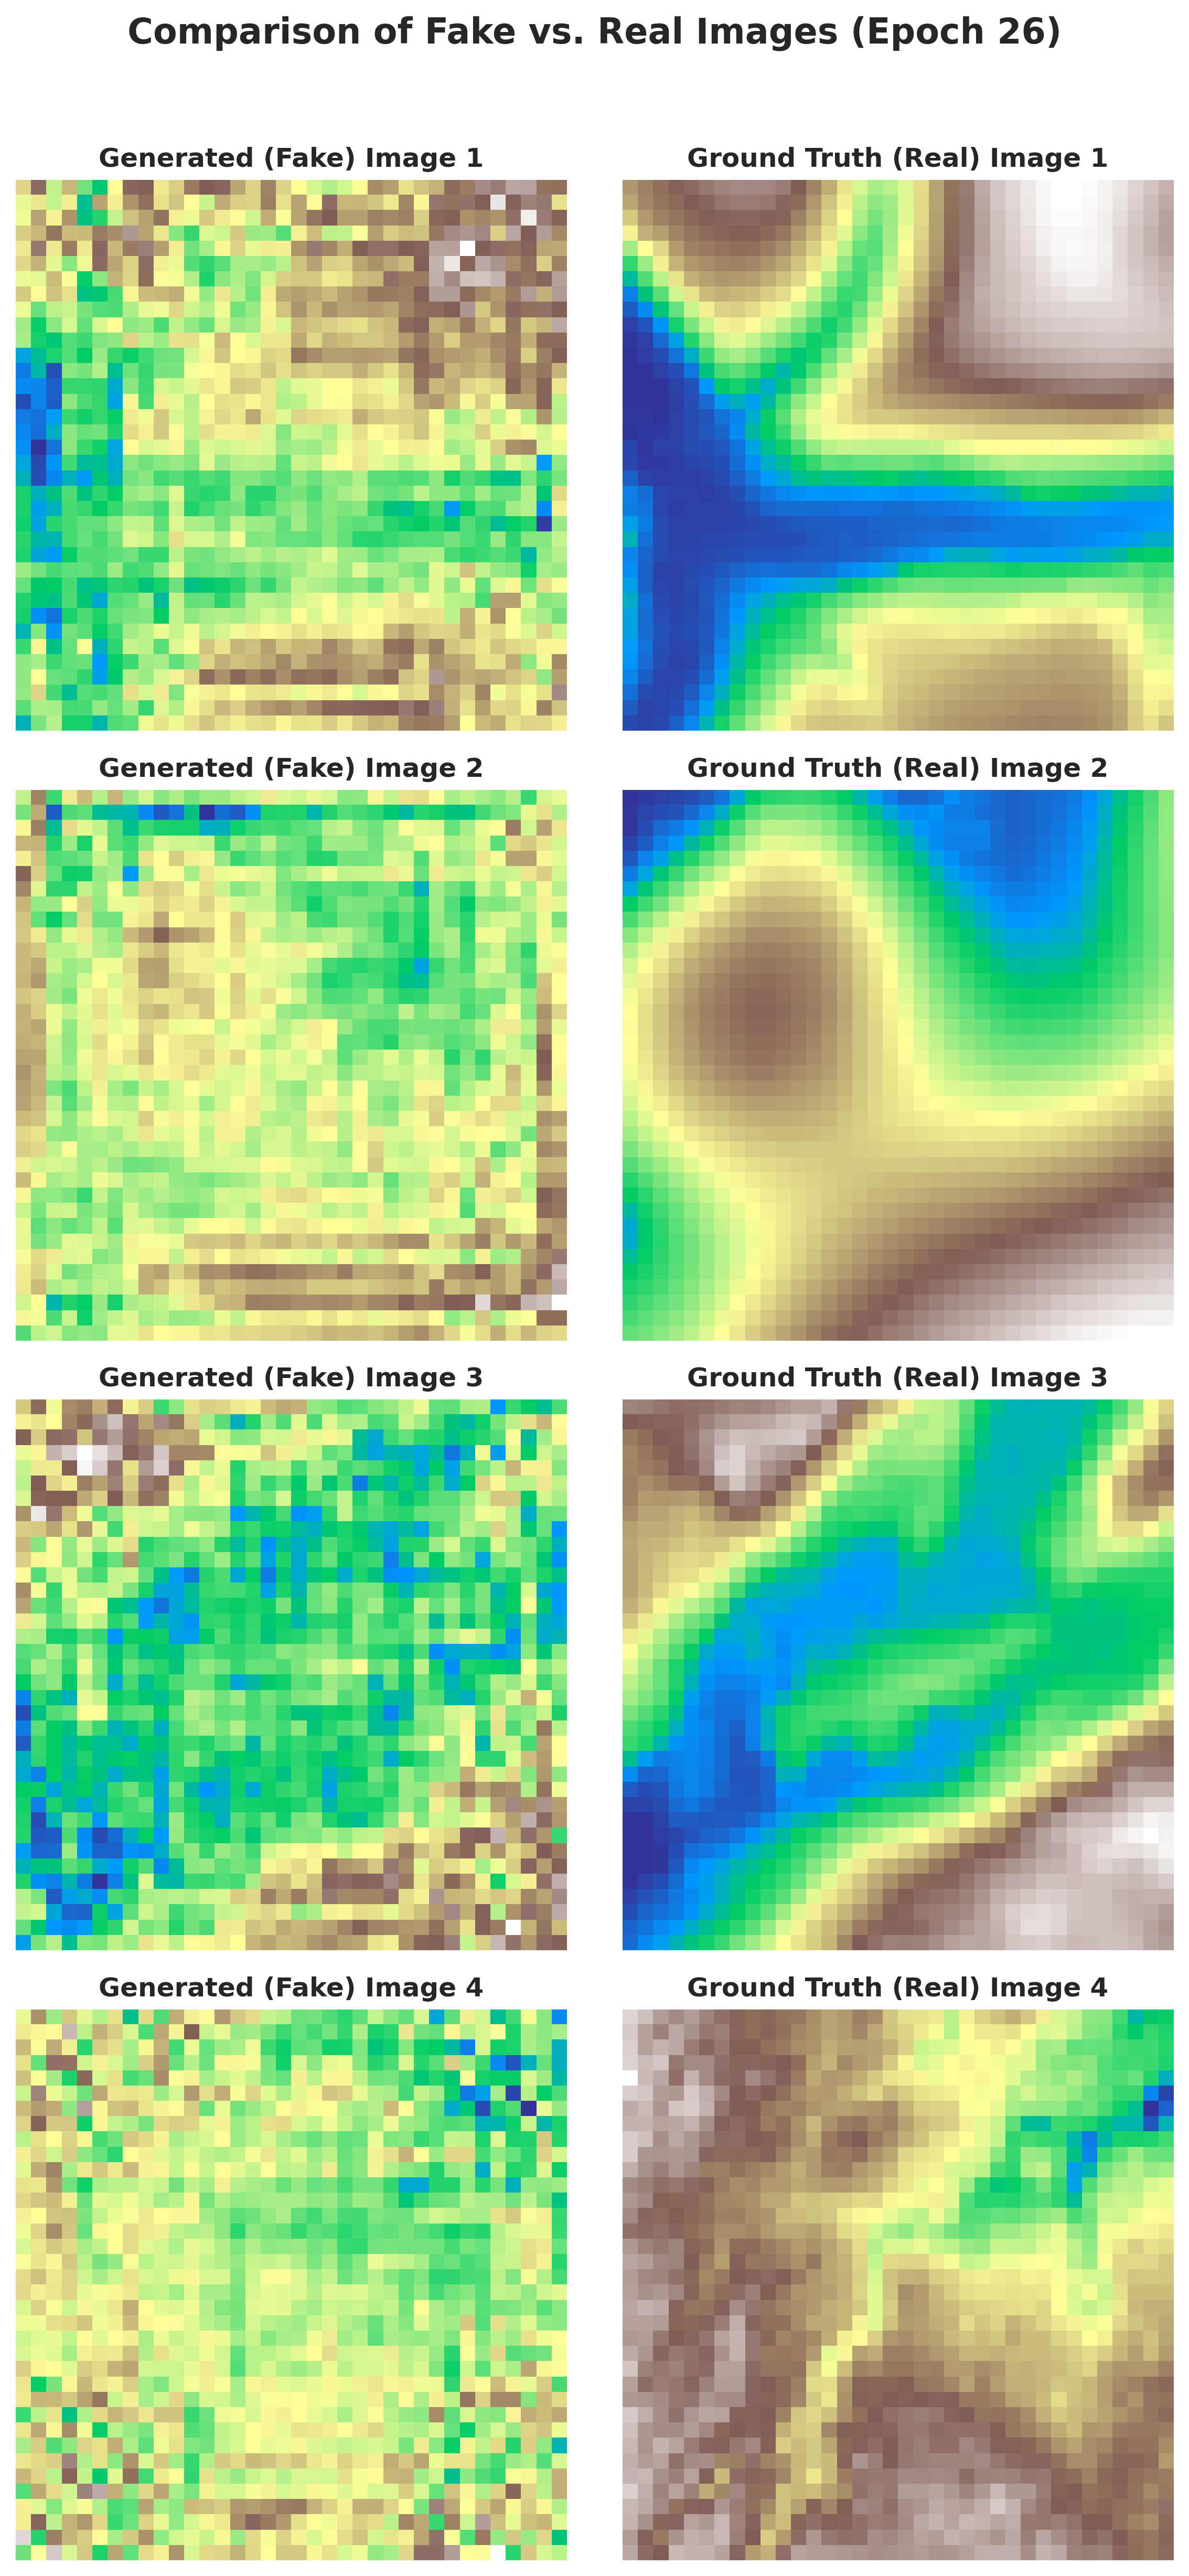 Comparison of Fake vs. Real Images (Epoch 26)
Generated (Fake) Image 1
Ground Truth (Real) Image 1
Generated (Fake) Image 2
Ground Truth (Real) Image 2
Generated (Fake) Image 3
Ground Truth (Real) Image 3
Generated (Fake) Image 4
Ground Truth (Real) Image 4